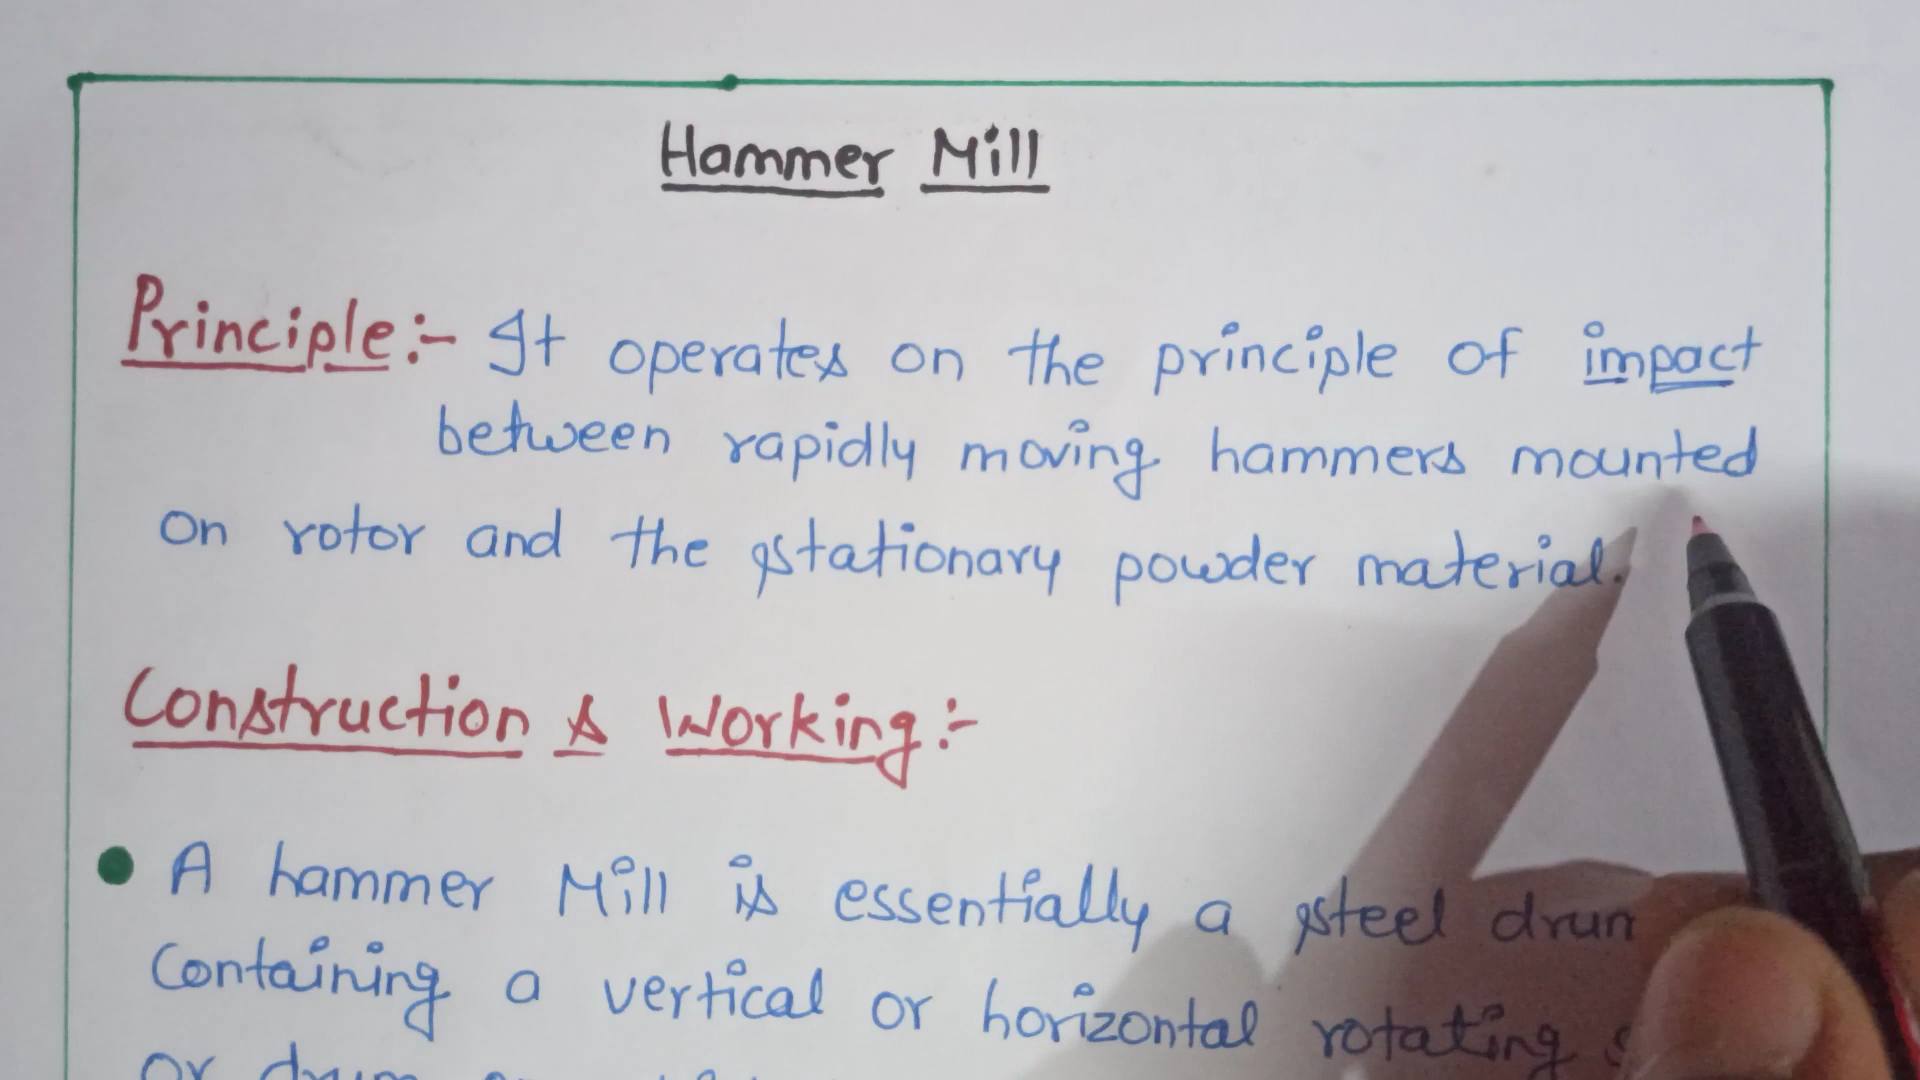 Hammer Mill
Principle:- It operates on the principle of impact
between rapidly moving hammers mounted
on rotor and the stationary powder material.
Construction & Working:-
A hammer Mill is essentially a steel
containing a vertical or horizontal rotating
or drum